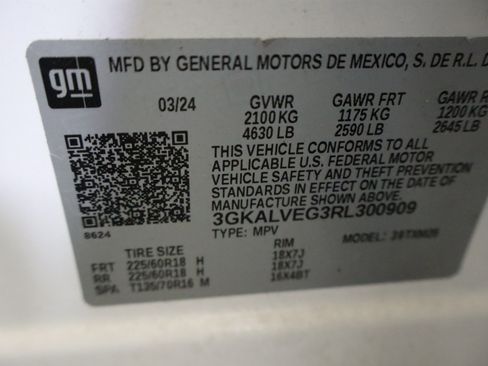 gm
MFD BY GENERAL MOTORS DE MEXICO, S. DE R.L. D
03/24 GVWR GAWR FRT GAWR R
2100 KG 1175 KG 1200 KG
4630 LB 2590 LB 2645 LB
THIS VEHICLE CONFORMS TO ALL
APPLICABLE U.S. FEDERAL MOTOR
VEHICLE SAFETY AND THEFT PREVENTION
STANDARDS IN EFFECT ON THE DATE OF
MANUFACTURE SHOWN ABOVE.
3GKALVEG3RL300909
8624
TYPE: MPV MODEL:
TIRE SIZE RIM
FRT 225/60R18 H 18X7J
RR 225/60R18 H 18X7J
SPA T135/70R16 M 16X4BT